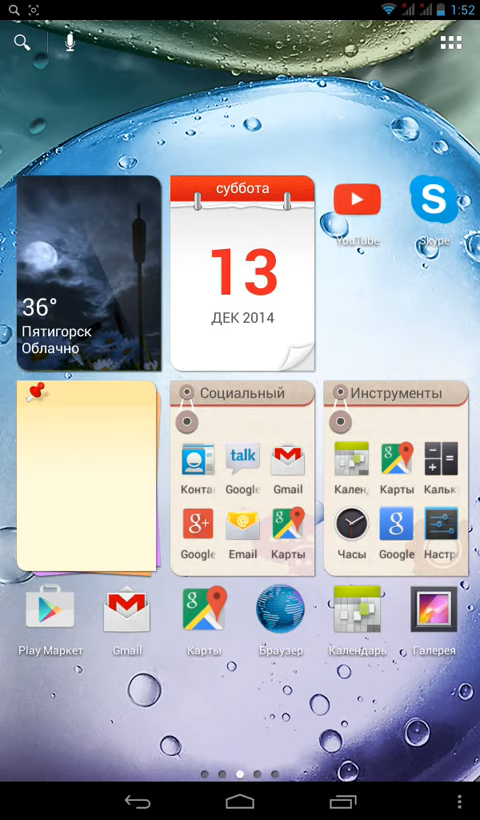 1:52
суббота
13
ДЕК 2014
36°
Пятигорск
Облачно
YouTube
Skype
Социальный
Конта
talk
Google
Gmail
Google
Email
Карты
Инструменты
Кален
Карты
Кальк
Часы
Google
Настр
Play Маркет
Gmail
Карты
Браузер
Календарь
Галерея